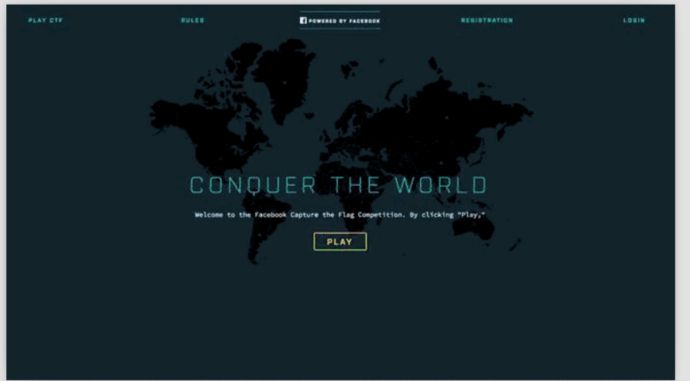 PLAY CTF
RULES
POWERED BY FACEBOOK
REGISTRATION
LOGIN
CONQUER THE WORLD
Welcome to the Facebook Capture the Flag Competition. By clicking "Play,"
PLAY